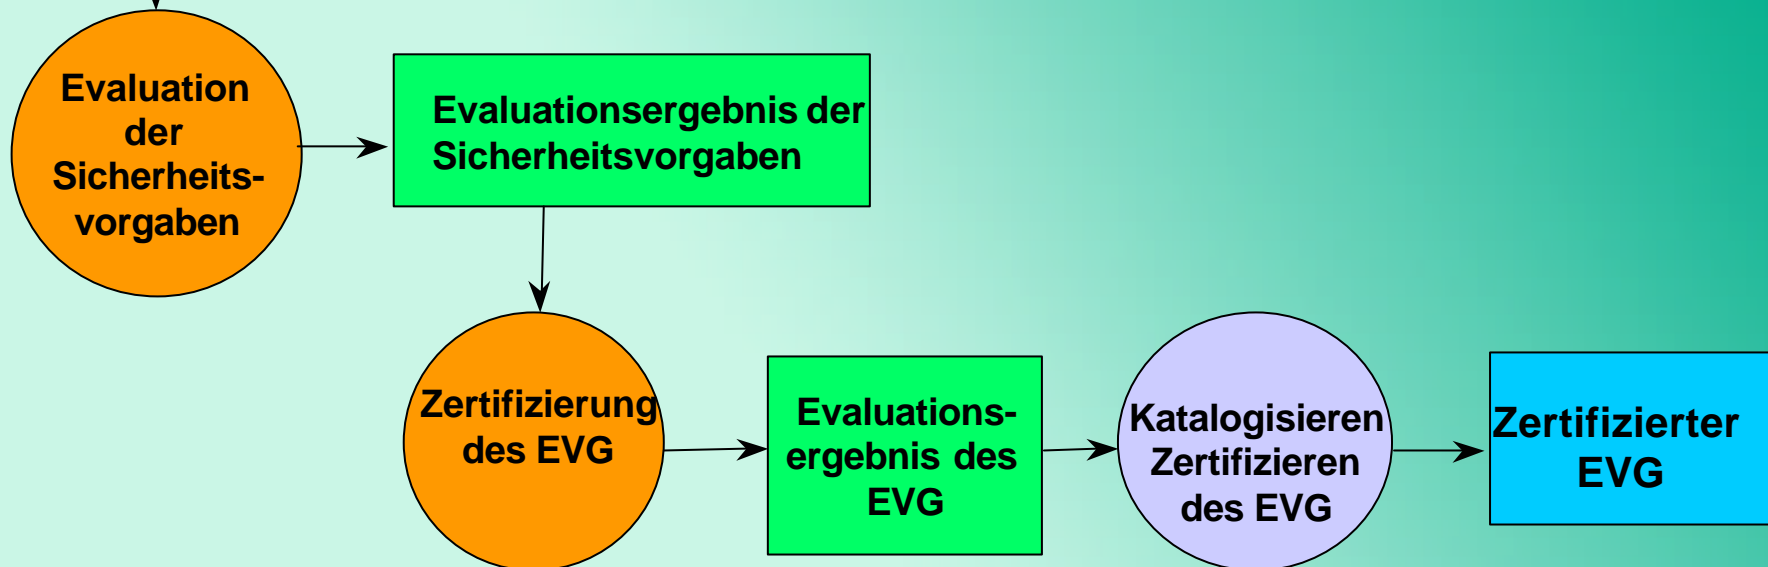 Evaluation
der
Sicherheits-
vorgaben
Evaluationsergebnis der
Sicherheitsvorgaben
Zertifizierung
des EVG
Evaluations-
ergebnis des
EVG
Katalogisieren
Zertifizieren
des EVG
Zertifizierter
EVG